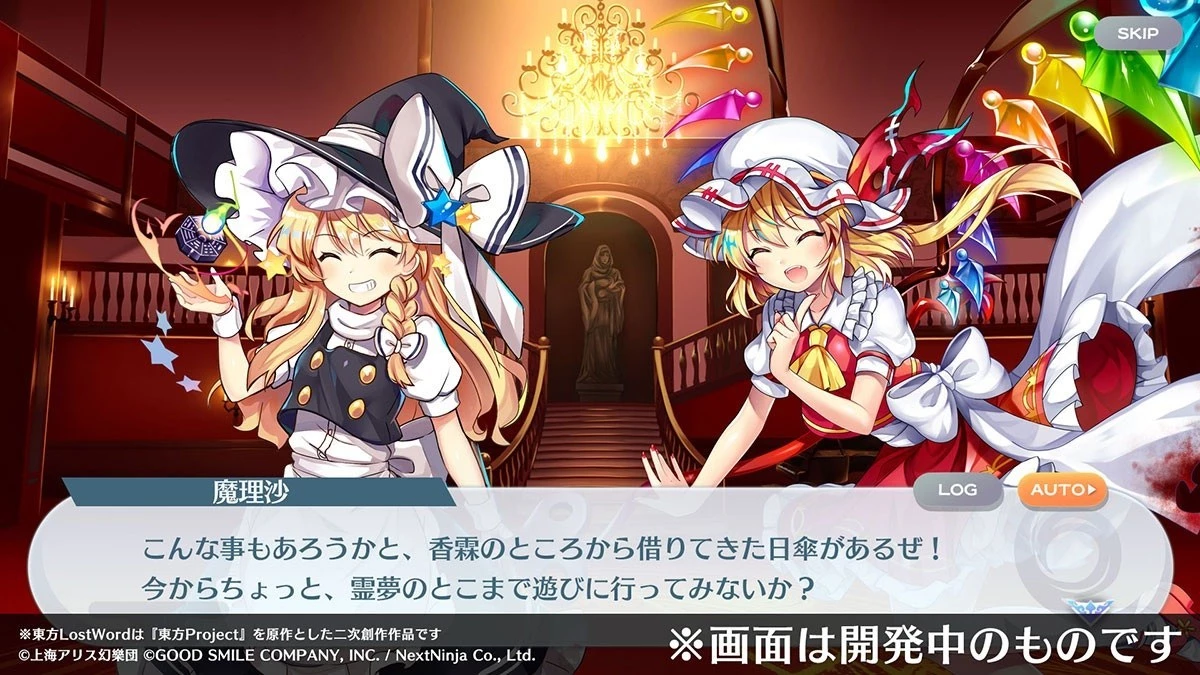 SKIP
魔理沙
LOG
AUTO
こんな事もあろうかと、香霖のところから借りてきた日傘があるぜ！
今からちょっと、霊夢のとこまで遊びに行ってみないか？
※東方LostWordは『東方Project』を原作とした二次創作作品です
©上海アリス幻樂団 ©GOOD SMILE COMPANY, INC. / NextNinja Co., Ltd.
※画面は開発中のものです